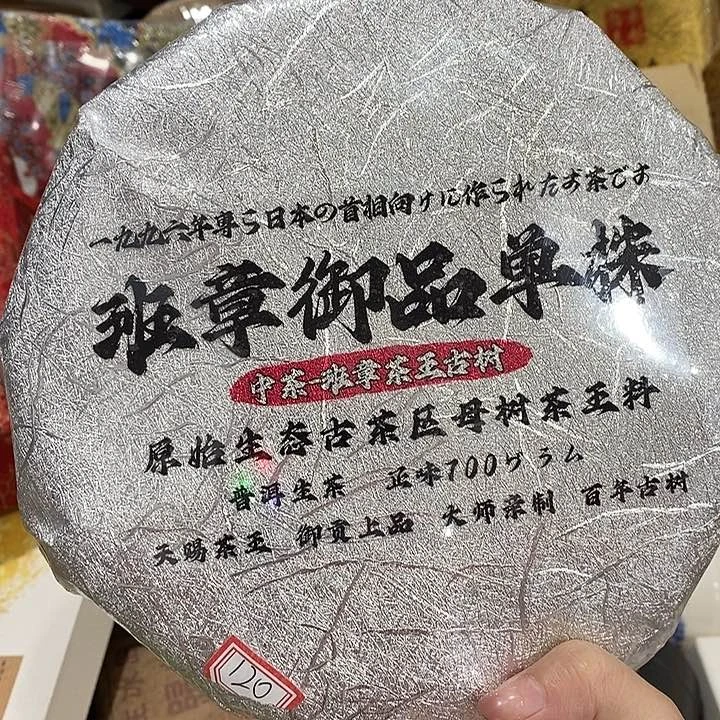 一九九六年専ら日本の首相向けに作られたお茶です
班章御品单株
中茶-班章茶王古树
原始生态古茶区母树茶王料
普洱生茶 正味700グラム
天赐茶王 御贡上品 大师亲制 百年古树
120